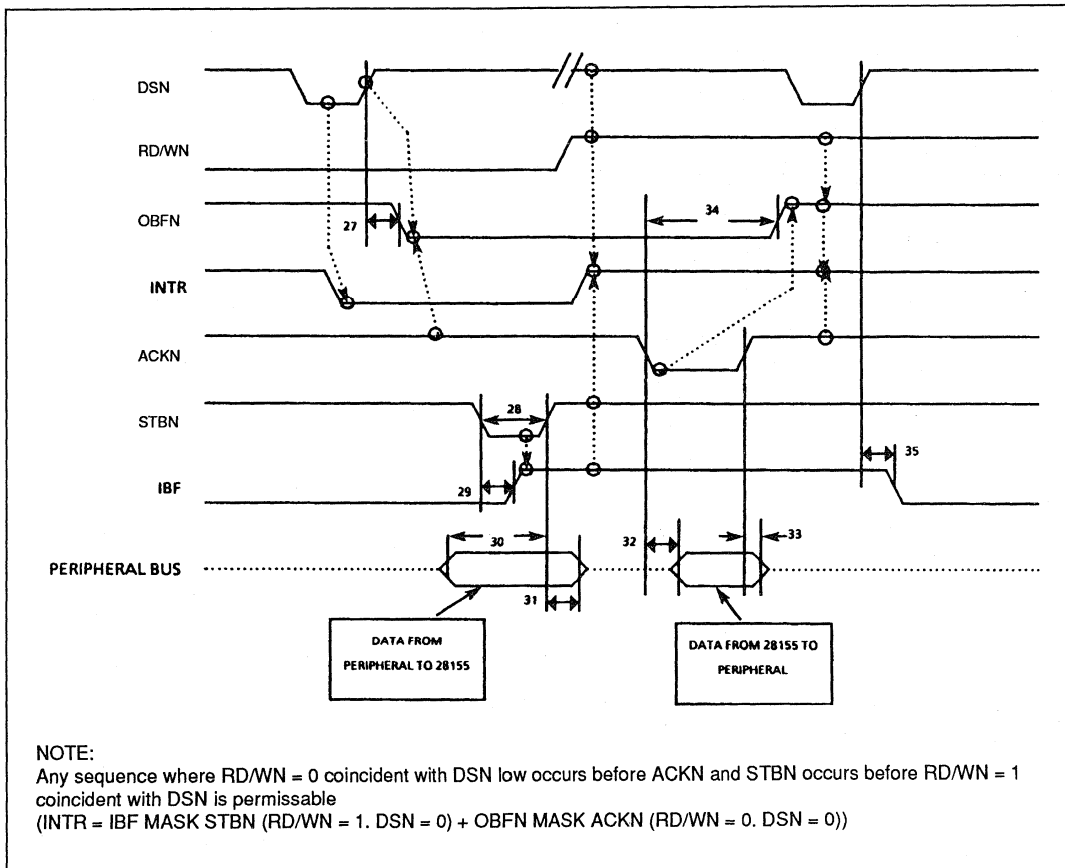 DSN
RD/WN
OBFN
27
34
INTR
ACKN
STBN
28
35
IBF
29
30
32
33
PERIPHERAL BUS
31
DATA FROM
PERIPHERAL TO 28155
DATA FROM 28155 TO
PERIPHERAL
NOTE:
Any sequence where RD/WN = 0 coincident with DSN low occurs before ACKN and STBN occurs before RD/WN = 1
coincident with DSN is permissable
(INTR = IBF MASK STBN (RD/WN = 1. DSN = 0) + OBFN MASK ACKN (RD/WN = 0. DSN = 0))